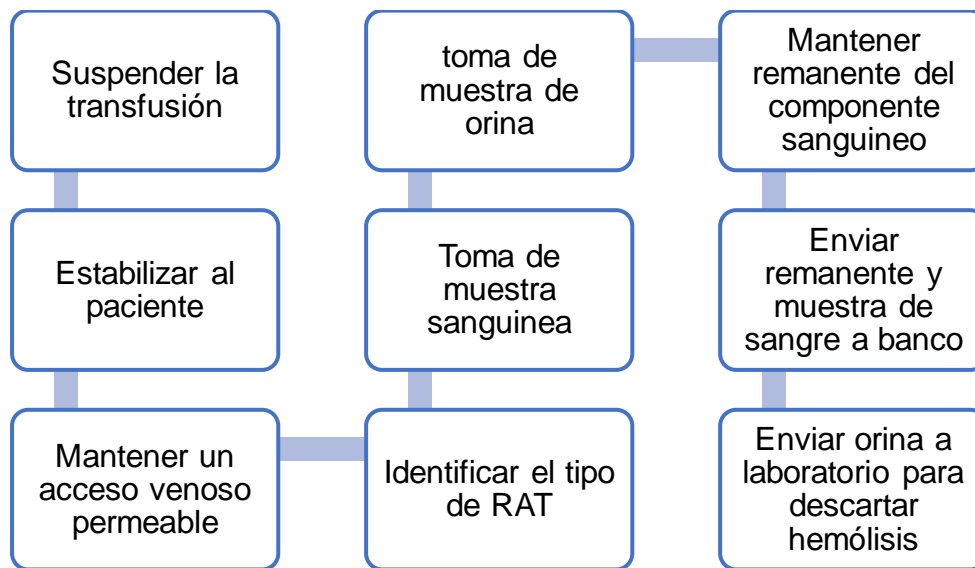 Suspender la
transfusión
Estabilizar al
paciente
Mantener un
acceso venoso
permeable
Identificar el tipo
de RAT
Toma de
muestra
sanguinea
toma de
muestra de
orina
Mantener
remanente del
componente
sanguineo
Enviar
remanente y
muestra de
sangre a banco
Enviar orina a
laboratorio para
descartar
hemólisis